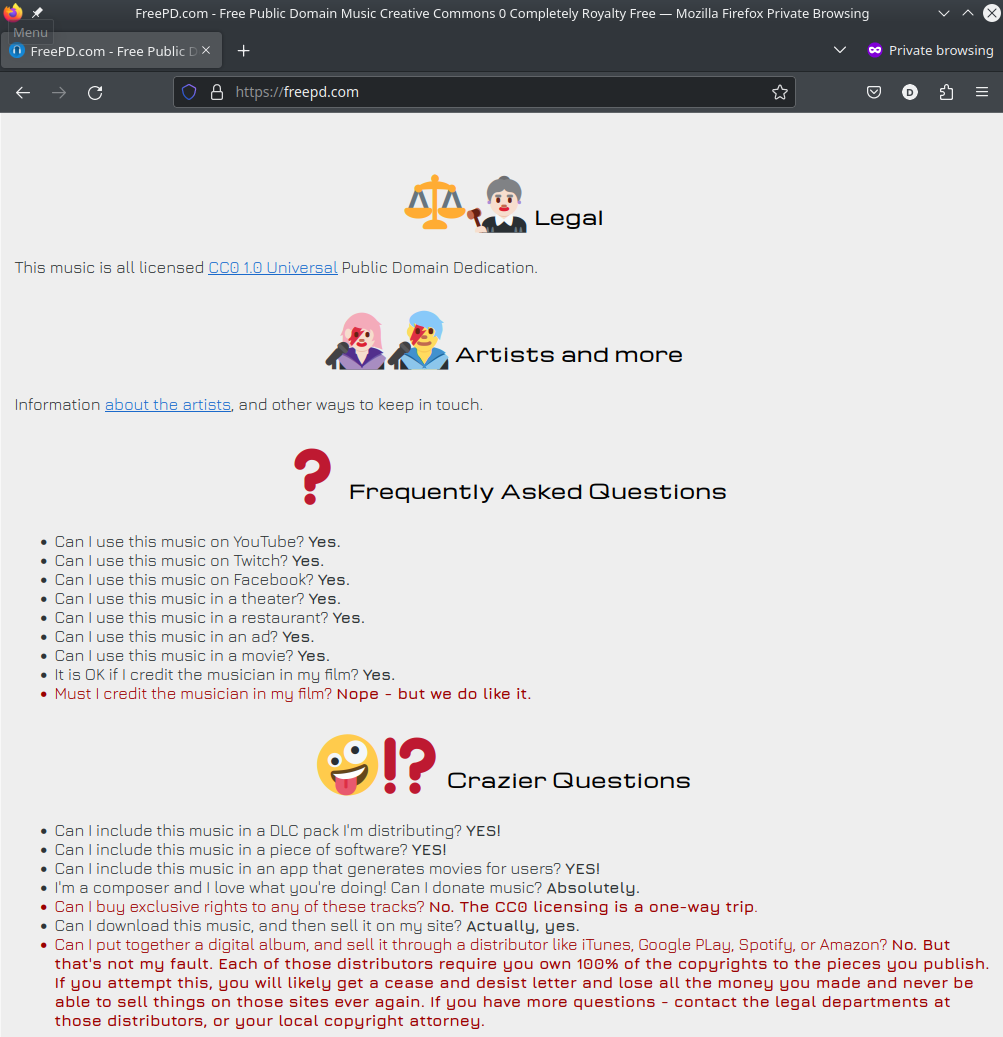 FreePD.com - Free Public Domain Music Creative Commons 0 Completely Royalty Free — Mozilla Firefox Private Browsing
Menu
FreePD.com - Free Public D
Private browsing
https://freepd.com
D
Legal
This music is all licensed CC0 1.0 Universal Public Domain Dedication.
Artists and more
Information about the artists, and other ways to keep in touch.
Frequently Asked Questions
• Can I use this music on YouTube? Yes.
• Can I use this music on Twitch? Yes.
• Can I use this music on Facebook? Yes.
• Can I use this music in a theater? Yes.
• Can I use this music in a restaurant? Yes.
• Can I use this music in an ad? Yes.
• Can I use this music in a movie? Yes.
• It is OK if I credit the musician in my film? Yes.
• Must I credit the musician in my film? Nope - but we do like it.
Crazier Questions
• Can I include this music in a DLC pack I'm distributing? YES!
• Can I include this music in a piece of software? YES!
• Can I include this music in an app that generates movies for users? YES!
• I'm a composer and I love what you're doing! Can I donate music? Absolutely.
• Can I buy exclusive rights to any of these tracks? No. The CC0 licensing is a one-way trip.
• Can I download this music, and then sell it on my site? Actually, yes.
• Can I put together a digital album, and sell it through a distributor like iTunes, Google PLay, Spotify, or Amazon? No. But
that's not my fault. Each of those distributors require you own 100% of the copyrights to the pieces you publish.
If you attempt this, you will likely get a cease and desist letter and lose all the money you made and never be
able to sell things on those sites ever again. If you have more questions - contact the legal departments at
those distributors, or your local copyright attorney.